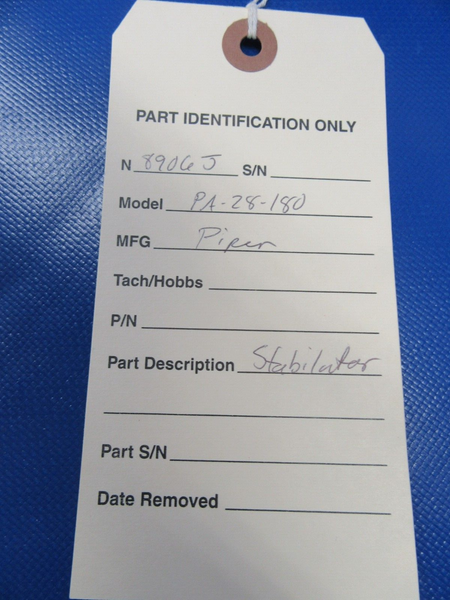 PART IDENTIFICATION ONLY
N 8906J S/N
Model PA-28-180
MFG Piper
Tach/Hobbs
P/N
Part Description Stabilator
Part S/N
Date Removed